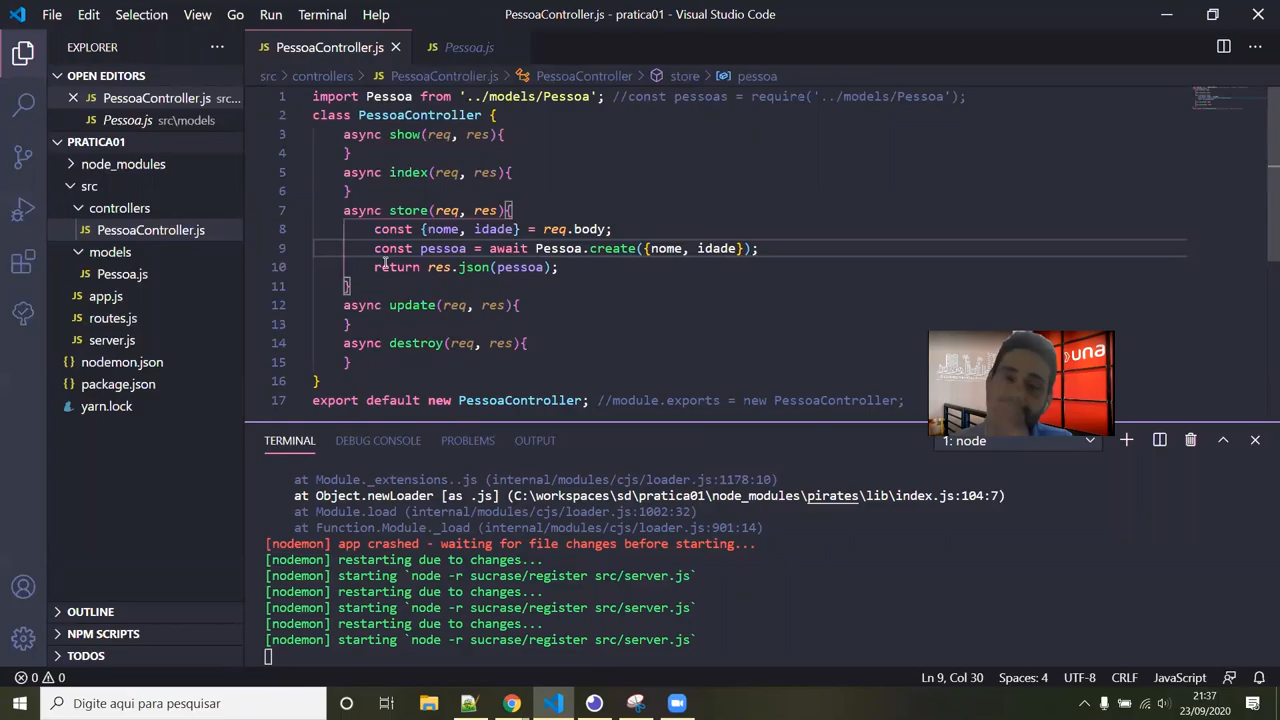 File Edit Selection View Go Run Terminal Help
PessoaController.js - pratica01 - Visual Studio Code
EXPLORER
OPEN EDITORS
PessoaController.js src...
Pessoa.js src\models
PRATICA01
node_modules
src
controllers
JS PessoaController.js
models
JS Pessoa.js
JS app.js
JS routes.js
JS server.js
{} nodemon.json
{} package.json
yarn.lock
OUTLINE
NPM SCRIPTS
TODOS
JS PessoaController.js
JS Pessoa.js
src > controllers > JS PessoaController.js > PessoaController > store > pessoa
1 import Pessoa from '../models/Pessoa'; //const pessoas = require('../models/Pessoa');
2 class PessoaController {
3 async show(req, res){
4 }
5 async index(req, res){
6 }
7 async store(req, res){
8 const {nome, idade} = req.body;
9 const pessoa = await Pessoa.create({nome, idade});
10 return res.json(pessoa);
11 }
12 async update(req, res){
13 }
14 async destroy(req, res){
15 }
16 }
17 export default new PessoaController; //module.exports = new PessoaController;
una
TERMINAL DEBUG CONSOLE PROBLEMS OUTPUT
1: node
at Module._extensions..js (internal/modules/cjs/loader.js:1178:10)
at Object.newLoader [as .js] (C:\workspaces\sd\pratica01\node_modules\pirates\lib\index.js:104:7)
at Module.load (internal/modules/cjs/loader.js:1002:32)
at Function.Module._load (internal/modules/cjs/loader.js:901:14)
[nodemon] app crashed - waiting for file changes before starting...
[nodemon] restarting due to changes...
[nodemon] starting `node -r sucrase/register src/server.js`
[nodemon] restarting due to changes...
[nodemon] starting `node -r sucrase/register src/server.js`
[nodemon] restarting due to changes...
[nodemon] starting `node -r sucrase/register src/server.js`
0 0
Ln 9, Col 30 Spaces: 4 UTF-8 CRLF JavaScript
Digite aqui para pesquisar
21:37
23/09/2020